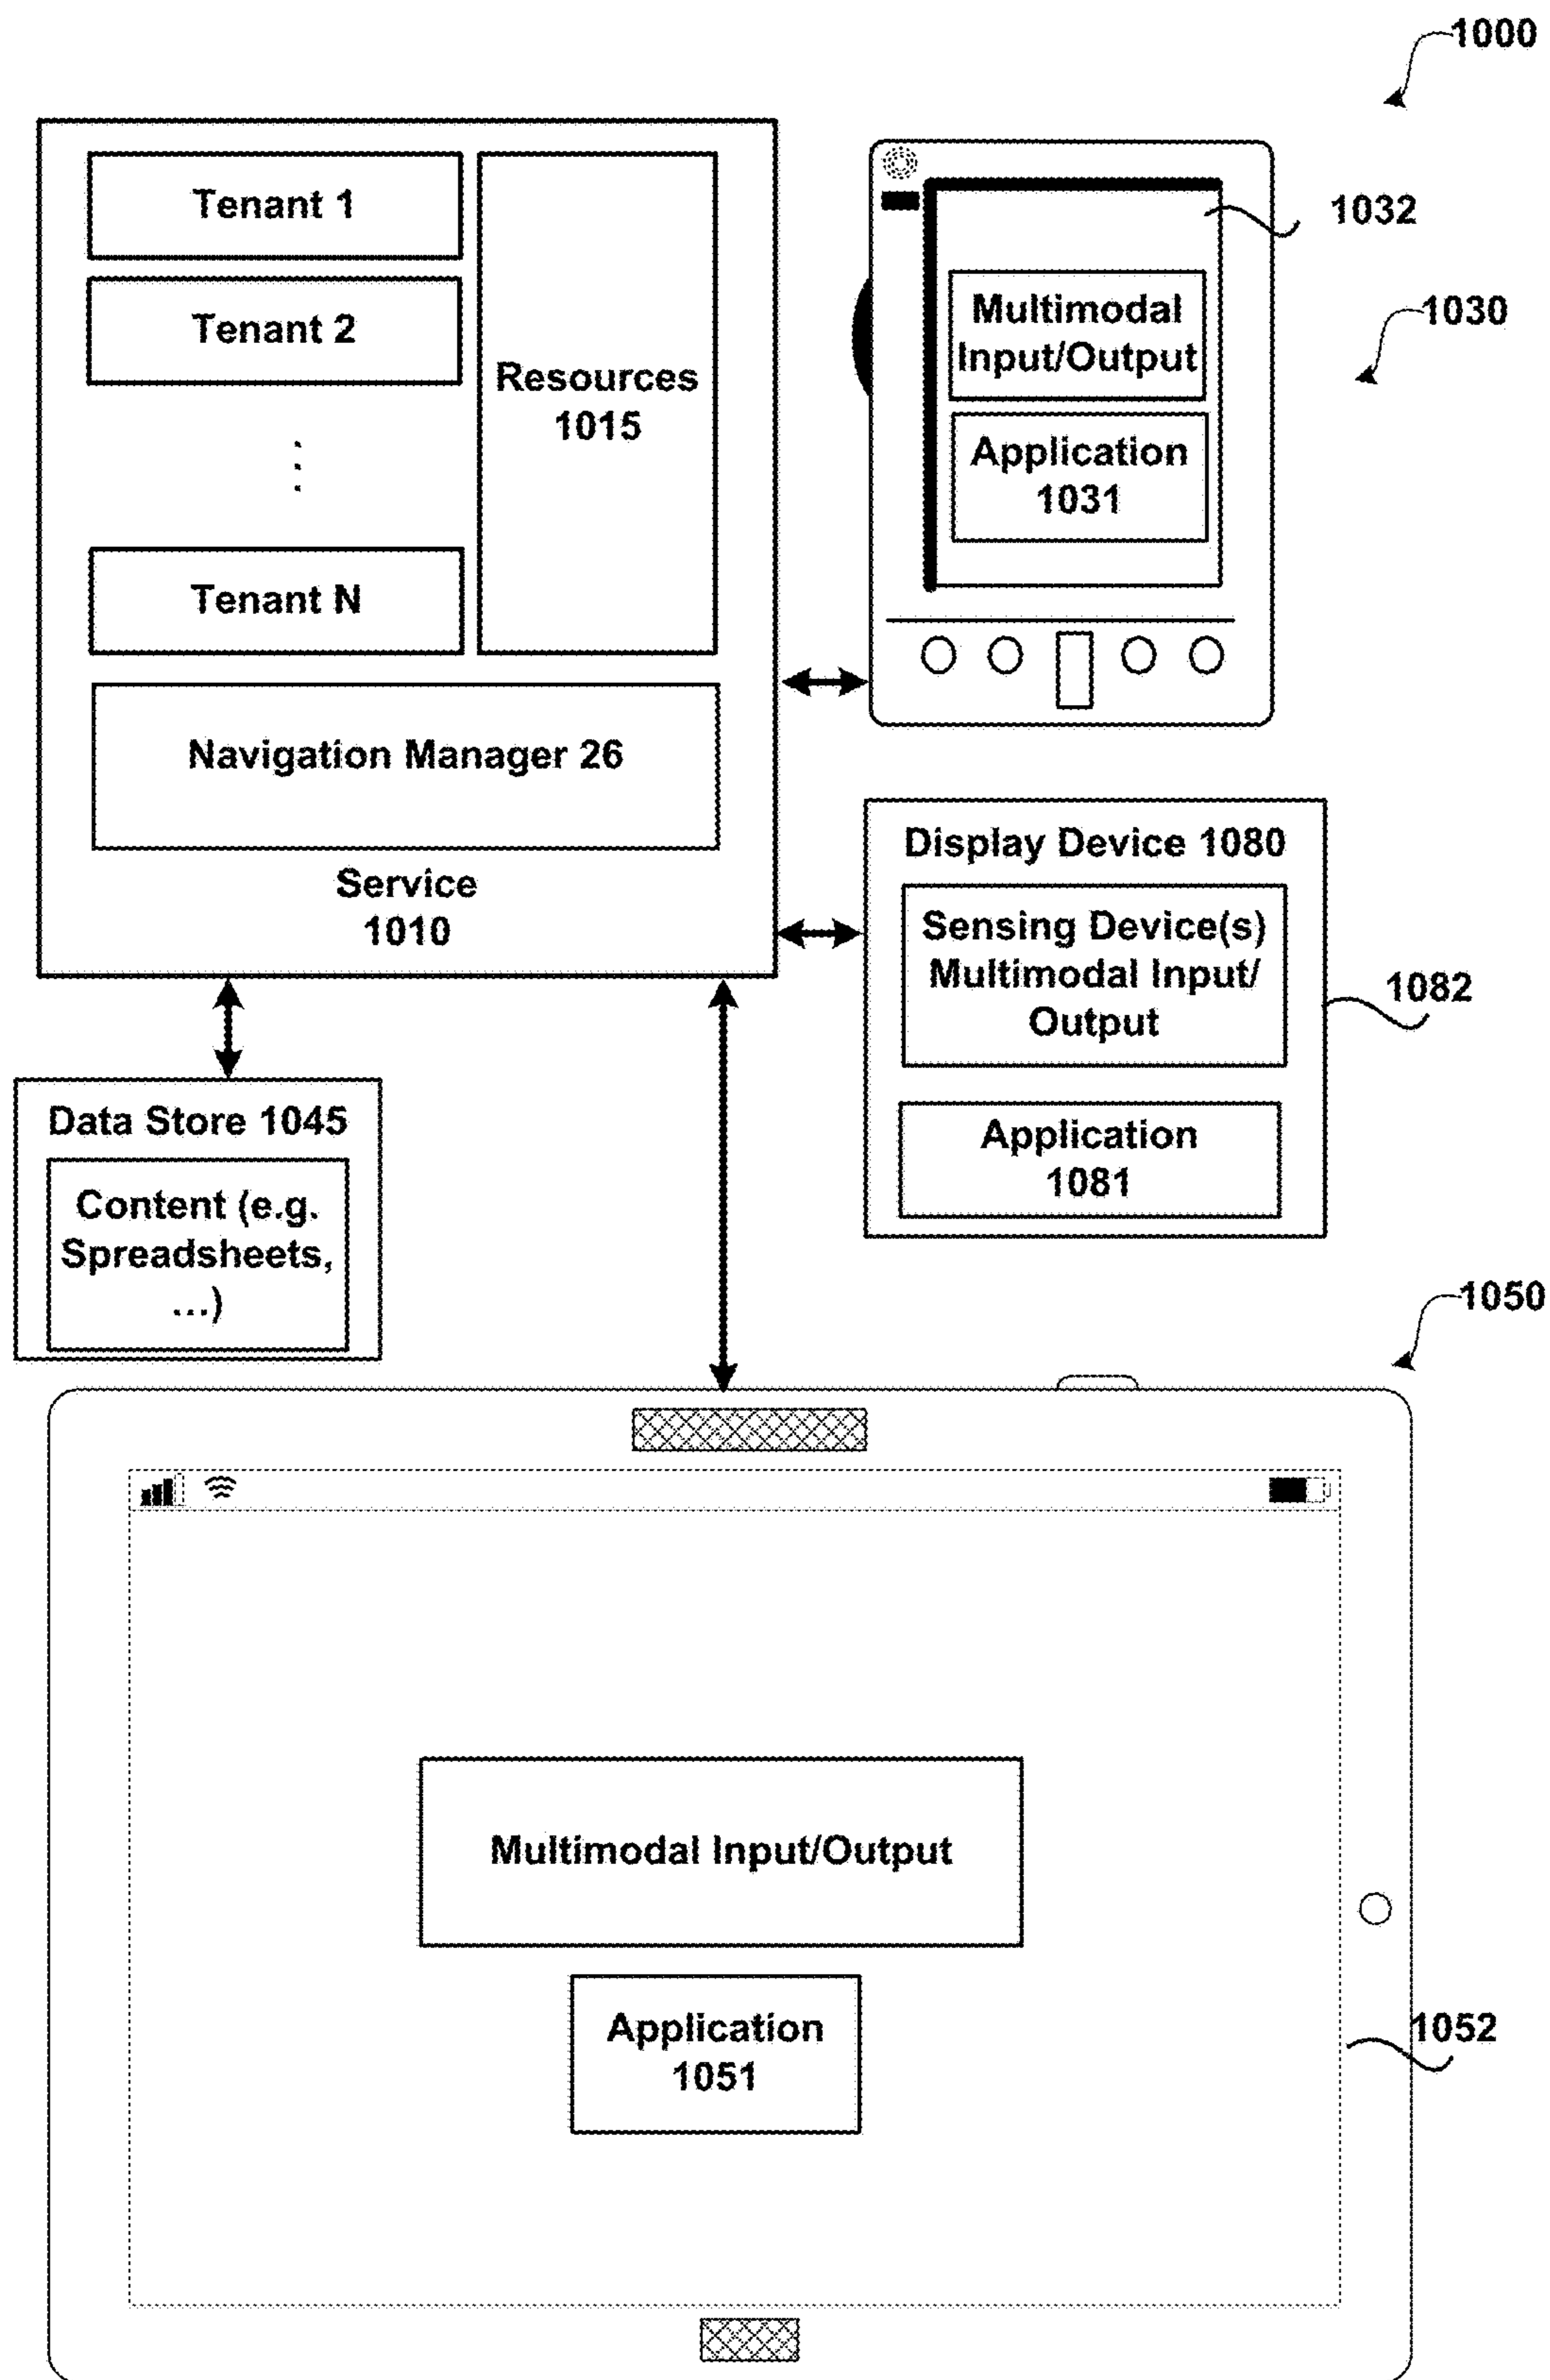 1000
Tenant 1
Tenant 2
⋮
Tenant N
Resources
1015
Navigation Manager 26
Service
1010
1032
Multimodal
Input/Output
Application
1031
1030
Display Device 1080
Sensing Device(s)
Multimodal Input/
Output
1082
Application
1081
Data Store 1045
Content (e.g.
Spreadsheets,
...)
1050
Multimodal Input/Output
Application
1051
1052